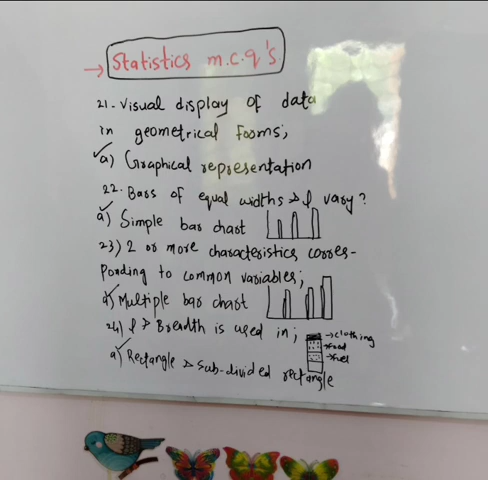 → Statistics m.c.q's
21. Visual display of data
in geometrical forms;
✓a) Graphical representation
22. Bars of equal widths & l vary?
✓a) Simple bar chart
23) 2 or more characteristics corres-
ponding to common variables;
a)✓ Multiple bar chart
24) l & Breadth is used in;
→ clothing
→ food
→ fuel
a)✓ Rectangle & sub-divided rectangle